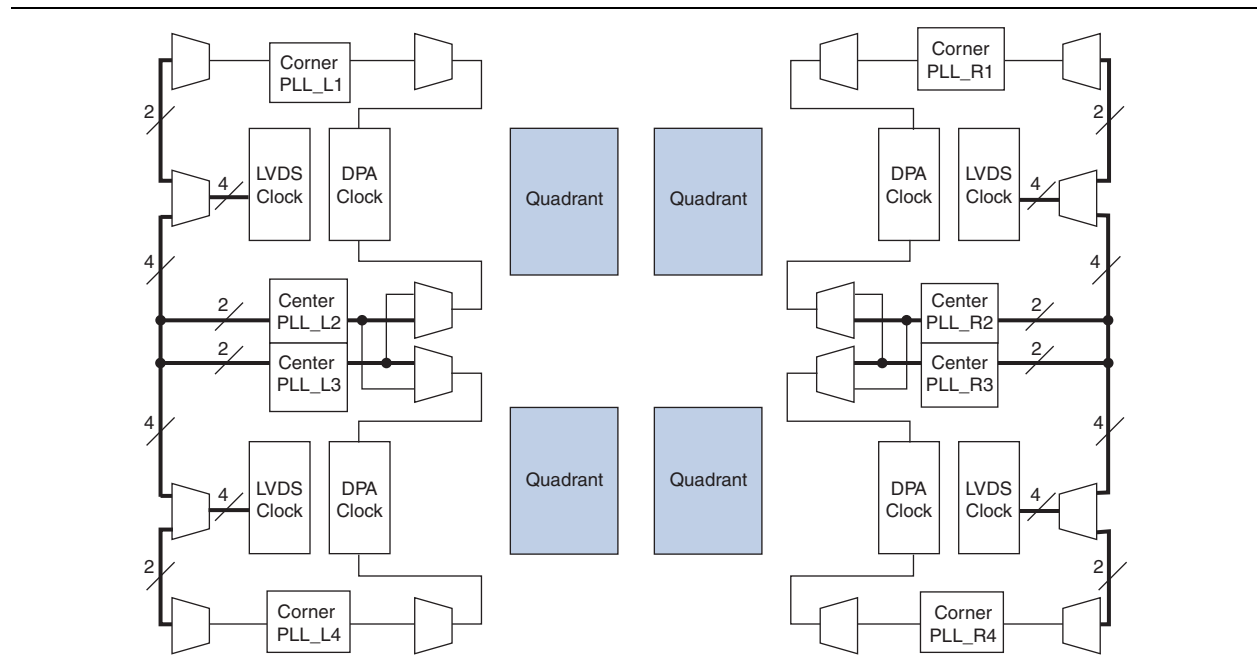 Corner
PLL_L1
Corner
PLL_R1
2
2
LVDS
Clock
DPA
Clock
Quadrant
Quadrant
DPA
Clock
LVDS
Clock
4
4
4
4
2
Center
PLL_L2
Center
PLL_R2
2
2
Center
PLL_L3
Center
PLL_R3
2
4
4
LVDS
Clock
DPA
Clock
Quadrant
Quadrant
DPA
Clock
LVDS
Clock
4
4
2
2
Corner
PLL_L4
Corner
PLL_R4